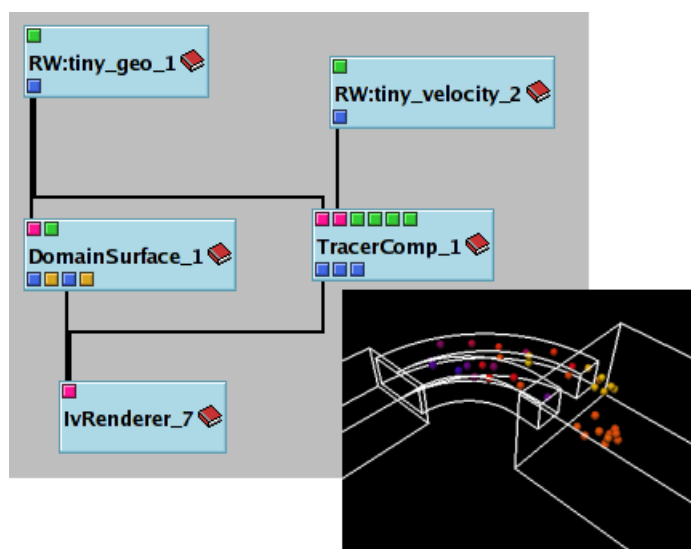 RW:tiny_geo_1
RW:tiny_velocity_2
DomainSurface_1
TracerComp_1
IvRenderer_7